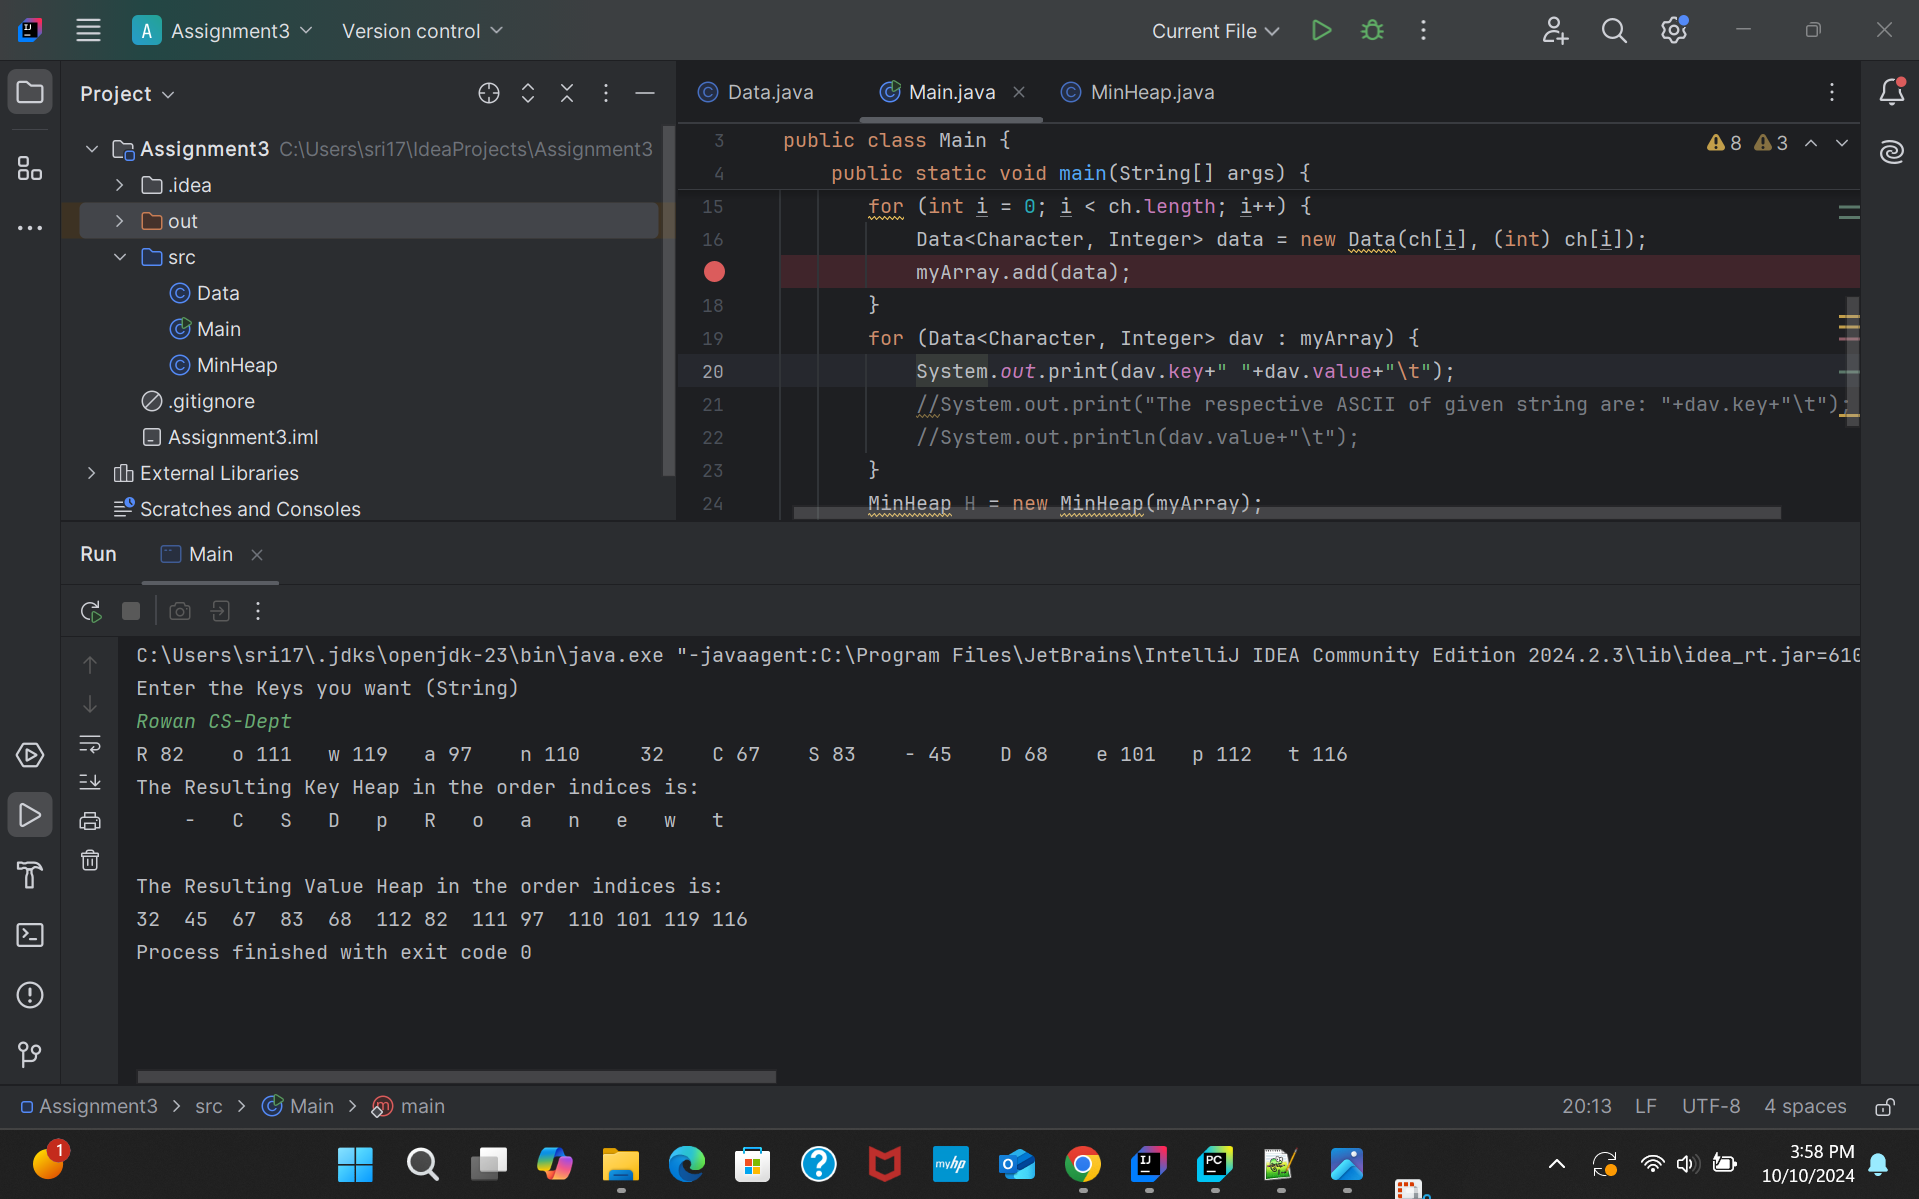 A Assignment3 Version control Current File
Project
Assignment3 C:\Users\sri17\IdeaProjects\Assignment3
.idea
out
src
Data
Main
MinHeap
.gitignore
Assignment3.iml
External Libraries
Scratches and Consoles
Data.java Main.java MinHeap.java
8 3
3 public class Main {
4 public static void main(String[] args) {
15 for (int i = 0; i < ch.length; i++) {
16 Data<Character, Integer> data = new Data(ch[i], (int) ch[i]);
myArray.add(data);
18 }
19 for (Data<Character, Integer> dav : myArray) {
20 System.out.print(dav.key+" "+dav.value+"\t");
21 //System.out.print("The respective ASCII of given string are: "+dav.key+"\t");
22 //System.out.println(dav.value+"\t");
23 }
24 MinHeap H = new MinHeap(myArray);
Run Main
C:\Users\sri17\.jdks\openjdk-23\bin\java.exe "-javaagent:C:\Program Files\JetBrains\IntelliJ IDEA Community Edition 2024.2.3\lib\idea_rt.jar=610
Enter the Keys you want (String)
Rowan CS-Dept
R 82 o 111 w 119 a 97 n 110 32 C 67 S 83 - 45 D 68 e 101 p 112 t 116
The Resulting Key Heap in the order indices is:
- C S D p R o a n e w t
The Resulting Value Heap in the order indices is:
32 45 67 83 68 112 82 111 97 110 101 119 116
Process finished with exit code 0
Assignment3 > src > Main > main 20:13 LF UTF-8 4 spaces
1 myhp IJ PC 3:58 PM
10/10/2024